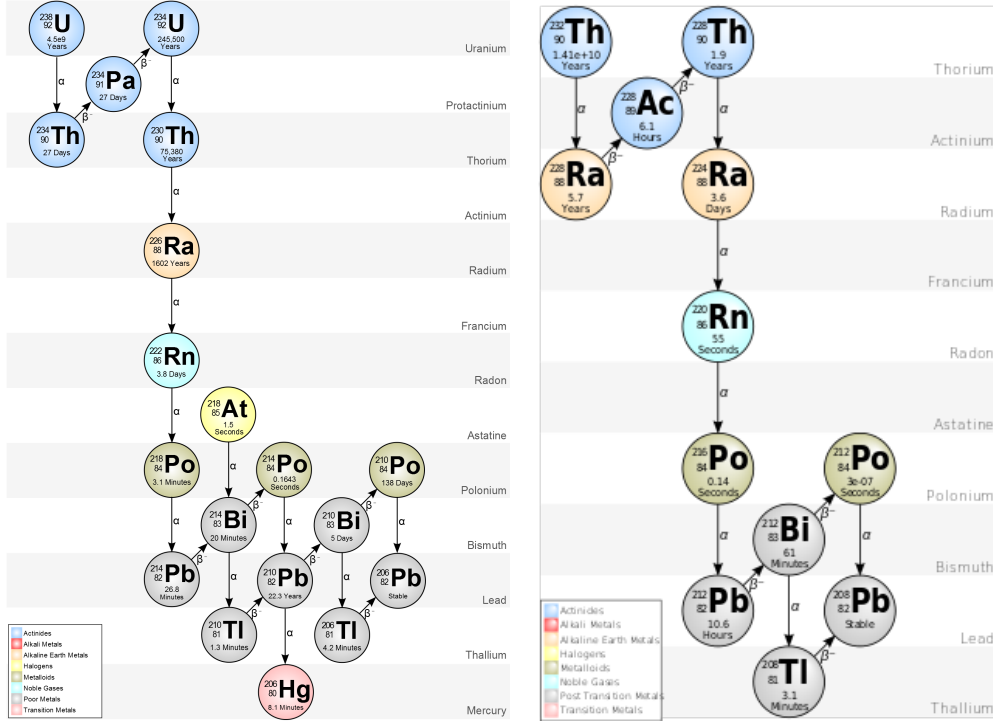 238
92 U
4.5e9
Years
234
92 U
245,500
Years
Uranium
α
β⁻
α
234
91 Pa
27 Days
Protactinium
β⁻
234
90 Th
27 Days
230
90 Th
75,380
Years
Thorium
α
Actinium
226
88 Ra
1602 Years
Radium
α
Francium
222
86 Rn
3.8 Days
Radon
α
218
85 At
1.5
Seconds
Astatine
α
218
84 Po
3.1 Minutes
214
84 Po
0.1643
Seconds
210
84 Po
138 Days
Polonium
α
β⁻
α
β⁻
α
214
83 Bi
20 Minutes
210
83 Bi
5 Days
Bismuth
β⁻
α
β⁻
α
214
82 Pb
26.8
Minutes
210
82 Pb
22.3 Years
206
82 Pb
Stable
Lead
β⁻
α
β⁻
210
81 Tl
1.3 Minutes
206
81 Tl
4.2 Minutes
Thallium
206
80 Hg
8.1 Minutes
Mercury
Actinides
Alkali Metals
Alkaline Earth Metals
Halogens
Metalloids
Noble Gases
Poor Metals
Transition Metals
232
90 Th
1.41e+10
Years
228
90 Th
1.9
Years
Thorium
α
β⁻
α
228
89 Ac
6.1
Hours
Actinium
β⁻
228
88 Ra
5.7
Years
224
88 Ra
3.6
Days
Radium
α
Francium
220
86 Rn
55
Seconds
Radon
α
Astatine
216
84 Po
0.14
Seconds
212
84 Po
3e-07
Seconds
Polonium
α
β⁻
α
212
83 Bi
61
Minutes
Bismuth
β⁻
α
212
82 Pb
10.6
Hours
208
82 Pb
Stable
Lead
β⁻
208
81 Tl
3.1
Minutes
Thallium
Actinides
Alkali Metals
Alkaline Earth Metals
Halogens
Metalloids
Noble Gases
Post Transition Metals
Transition Metals